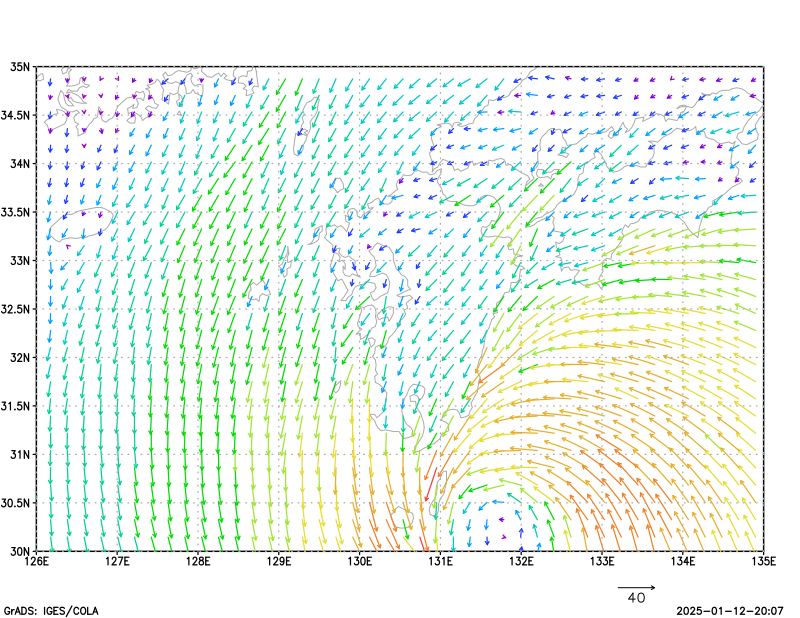 35N
34.5N
34N
33.5N
33N
32.5N
32N
31.5N
31N
30.5N
30N
126E 127E 128E 129E 130E 131E 132E 133E 134E 135E
40
GrADS: IGES/COLA 2025-01-12-20:07